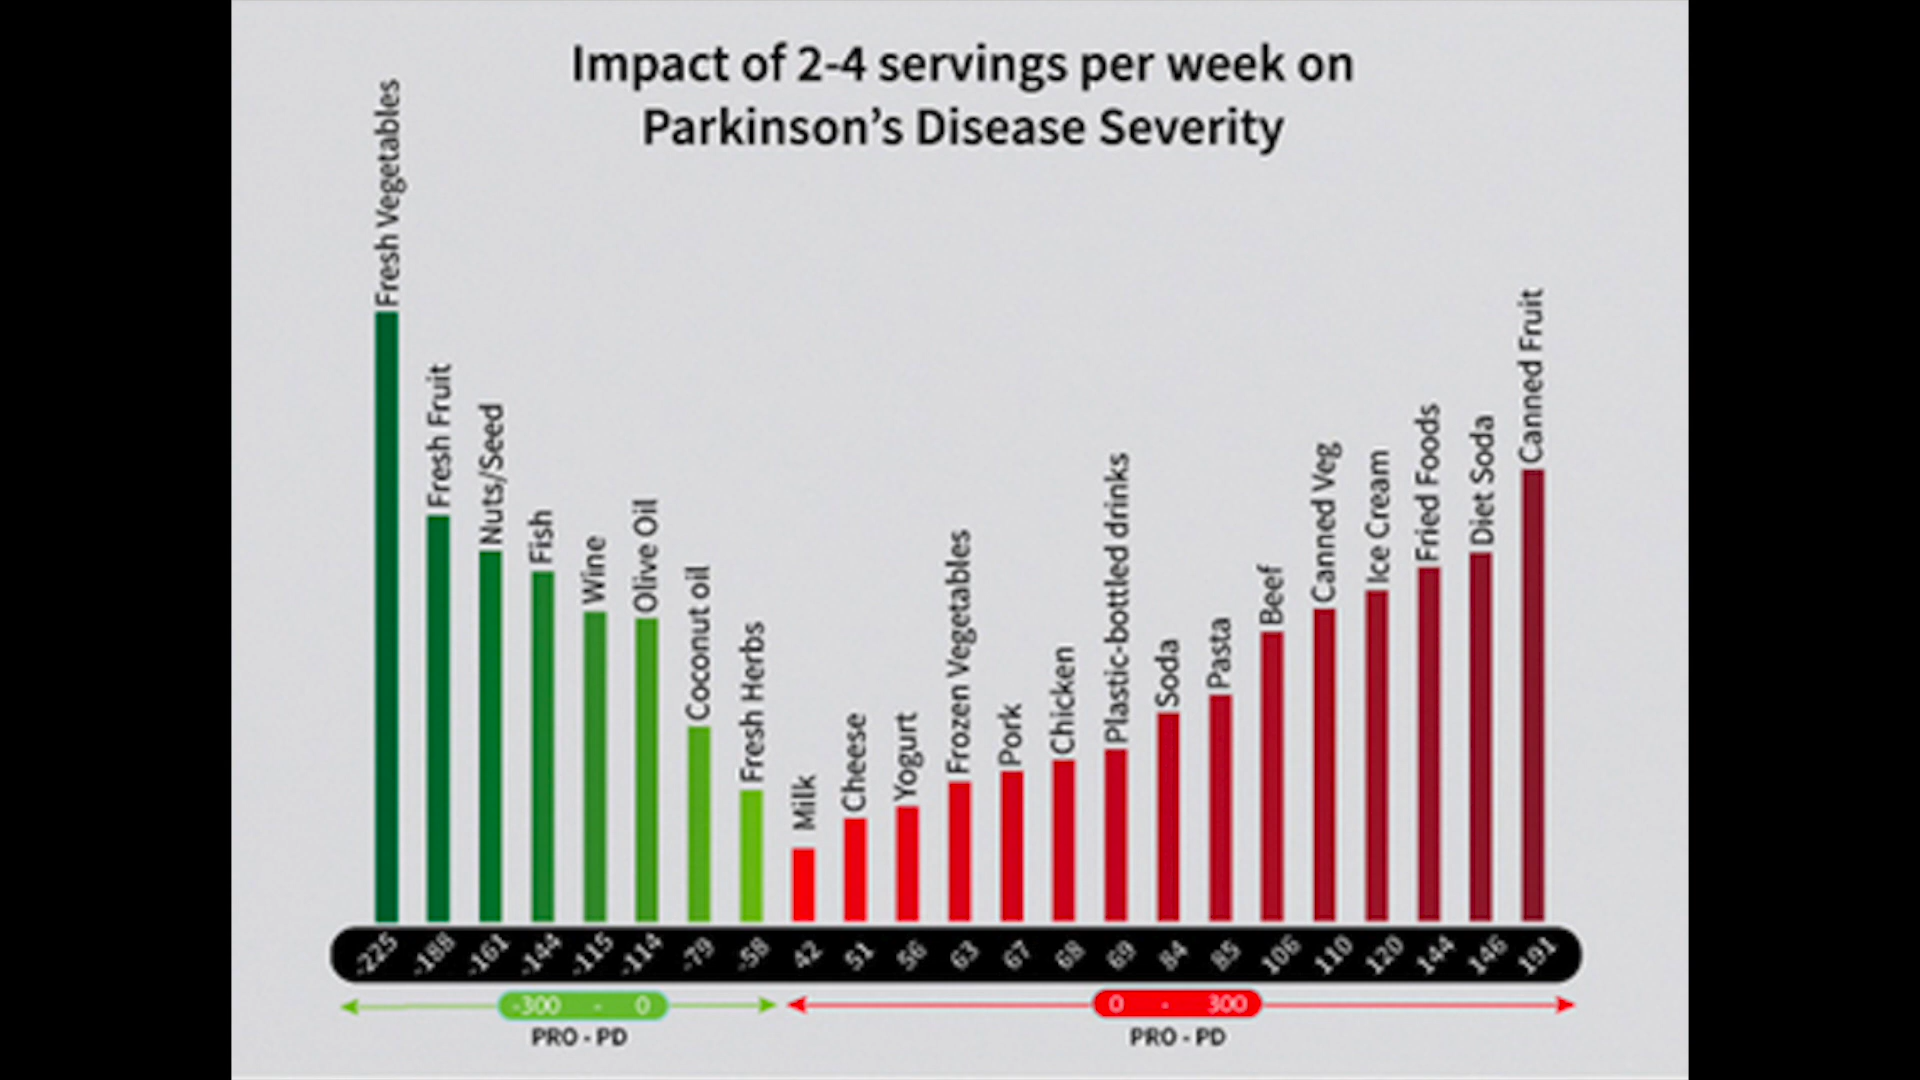 Impact of 2-4 servings per week on
Parkinson's Disease Severity
Fresh Vegetables
Fresh Fruit
Nuts/Seed
Fish
Wine
Olive Oil
Coconut oil
Fresh Herbs
Milk
Cheese
Yogurt
Frozen Vegetables
Pork
Chicken
Plastic-bottled drinks
Soda
Pasta
Beef
Canned Veg
Ice Cream
Fried Foods
Diet Soda
Canned Fruit
-225 -188 -161 -144 -115 -114 -79 -58 42 51 56 63 67 68 69 84 85 106 110 120 144 146 191
-300 - 0
0 - 300
PRO - PD
PRO - PD